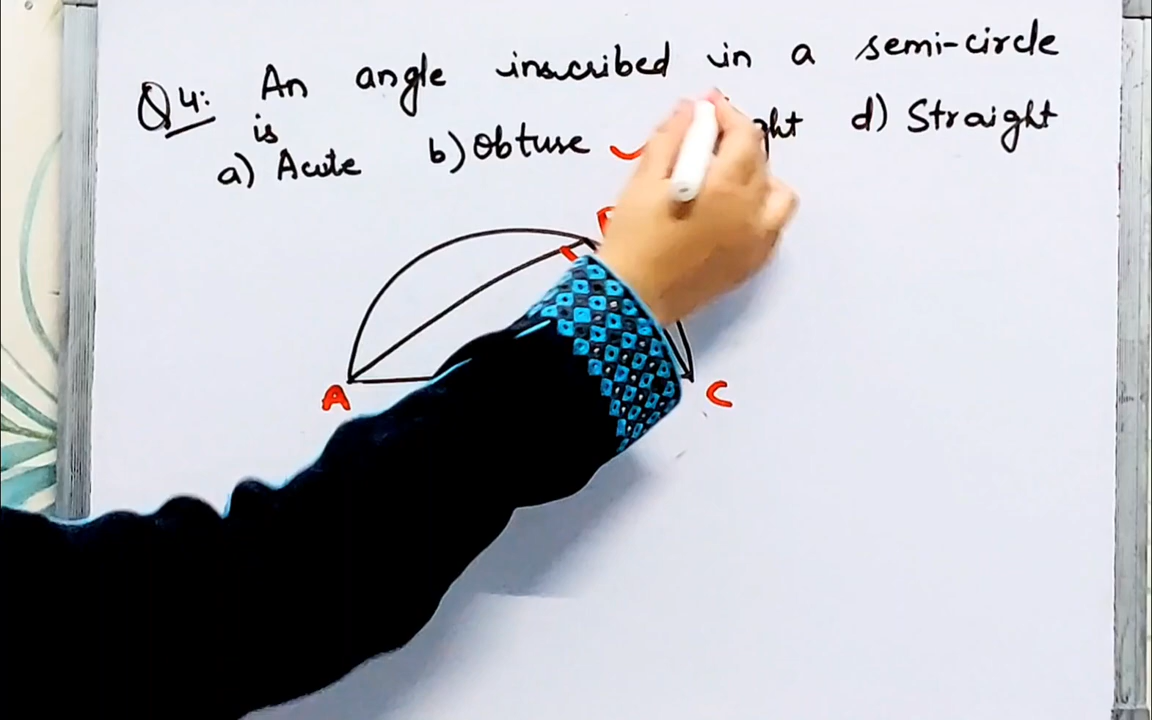 Q4: An angle inscribed in a semi-circle
is
a) Acute b) Obtuse d) Straight
A C